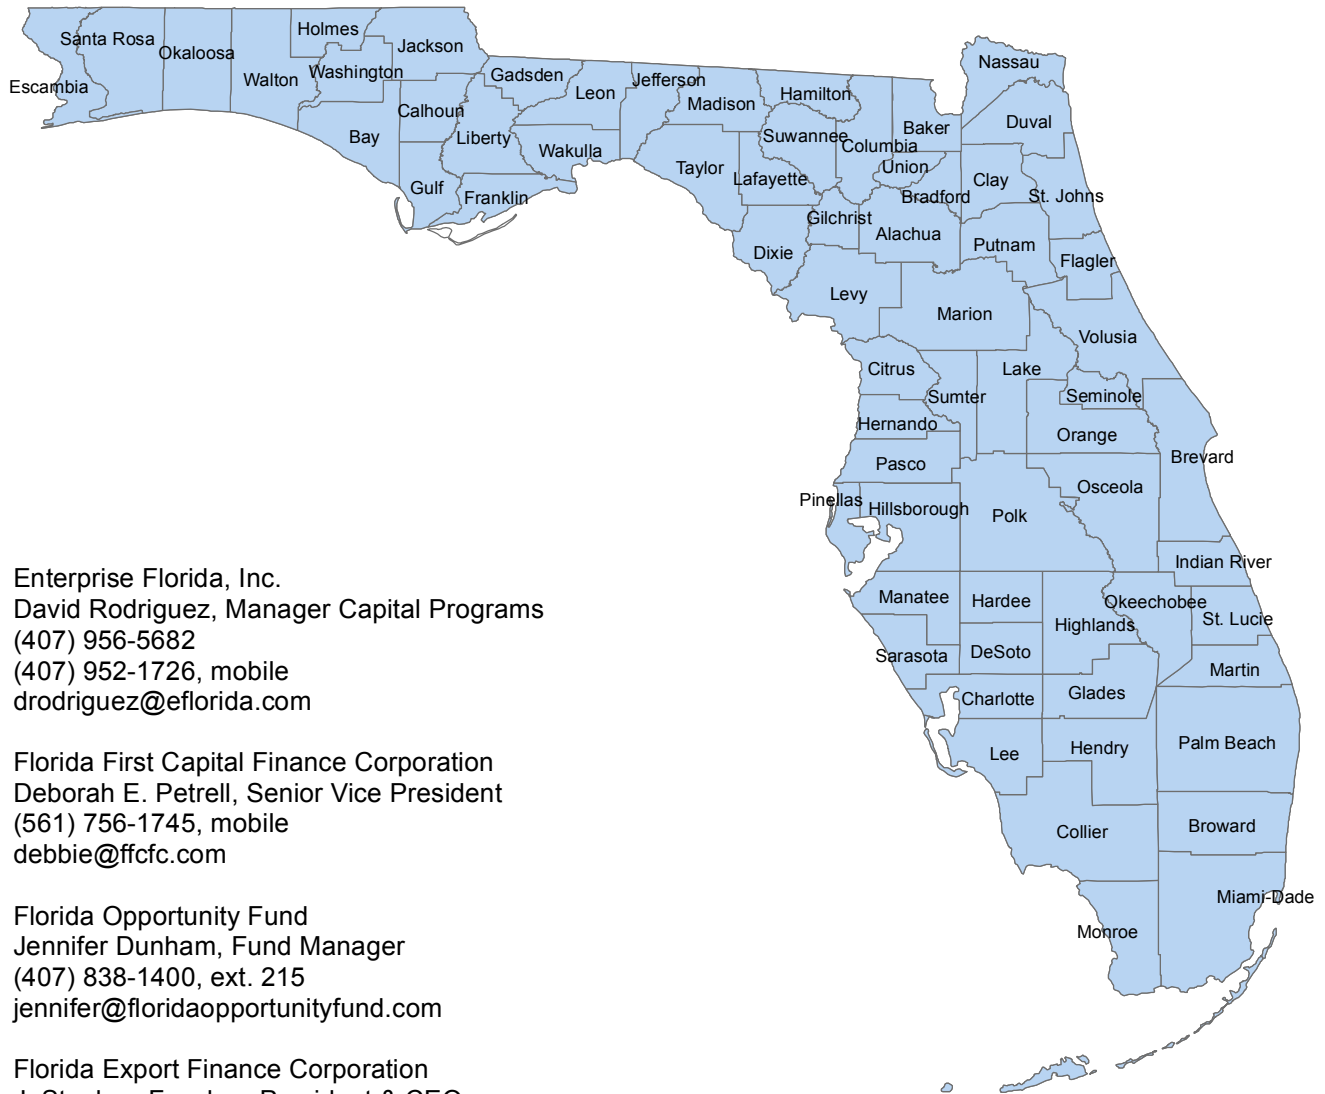 Holmes
Santa Rosa
Jackson
Okaloosa
Nassau
Washington
Gadsden
Walton
Jefferson
Escambia
Leon
Hamilton
Madison
Calhoun
Duval
Baker
Bay
Liberty
Suwannee
Columbia
Wakulla
Union
Taylor
Lafayette
Clay
Gulf
Franklin
Bradford
St. Johns
Gilchrist
Alachua
Putnam
Dixie
Flagler
Levy
Marion
Volusia
Citrus
Lake
Sumter
Seminole
Hernando
Orange
Brevard
Pasco
Osceola
Pinellas
Hillsborough
Polk
Indian River
Manatee
Hardee
Okeechobee
St. Lucie
Highlands
DeSoto
Sarasota
Martin
Glades
Charlotte
Palm Beach
Hendry
Lee
Broward
Collier
Miami-Dade
Monroe
Enterprise Florida, Inc.
David Rodriguez, Manager Capital Programs
(407) 956-5682
(407) 952-1726, mobile
drodriguez@eflorida.com
Florida First Capital Finance Corporation
Deborah E. Petrell, Senior Vice President
(561) 756-1745, mobile
debbie@ffcfc.com
Florida Opportunity Fund
Jennifer Dunham, Fund Manager
(407) 838-1400, ext. 215
jennifer@floridaopportunityfund.com
Florida Export Finance Corporation
President & CEO